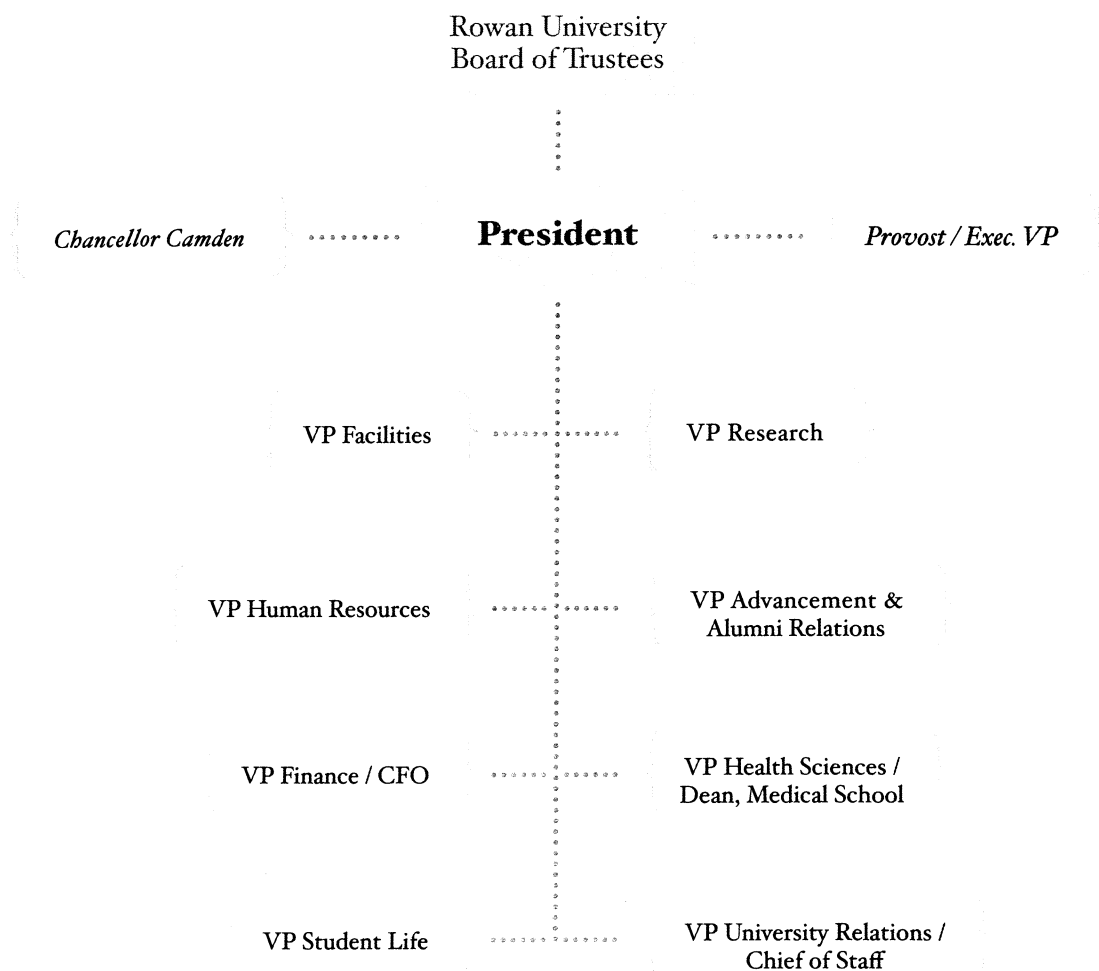 Rowan University
Board of Trustees
Chancellor Camden
President
Provost / Exec. VP
VP Facilities
VP Research
VP Human Resources
VP Advancement &
Alumni Relations
VP Finance / CFO
VP Health Sciences /
Dean, Medical School
VP Student Life
VP University Relations /
Chief of Staff